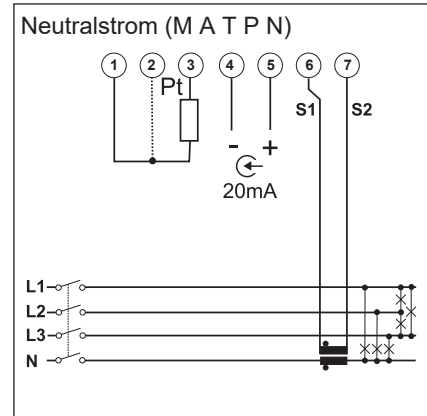 Neutralstrom (M A T P N)
1 2 3 4 5 6 7
Pt
S1 S2
- +
20mA
L1
L2
L3
N